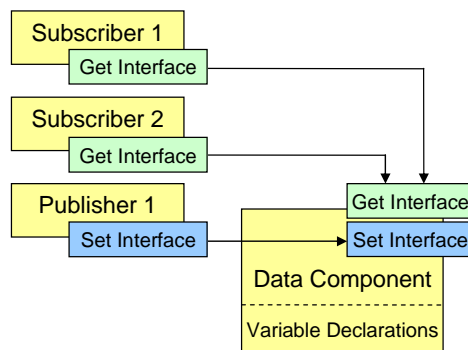 Subscriber 1
Get Interface
Subscriber 2
Get Interface
Publisher 1
Set Interface
Get Interface
Set Interface
Data Component
Variable Declarations